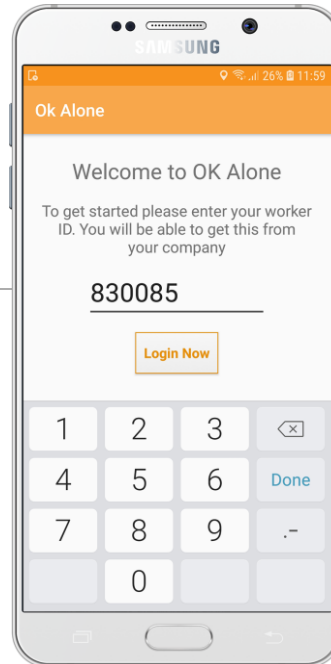 SAMSUNG
26% 11:59
Ok Alone
Welcome to OK Alone
To get started please enter your worker
ID. You will be able to get this from
your company
830085
Login Now
1 2 3
4 5 6 Done
7 8 9 .-
0